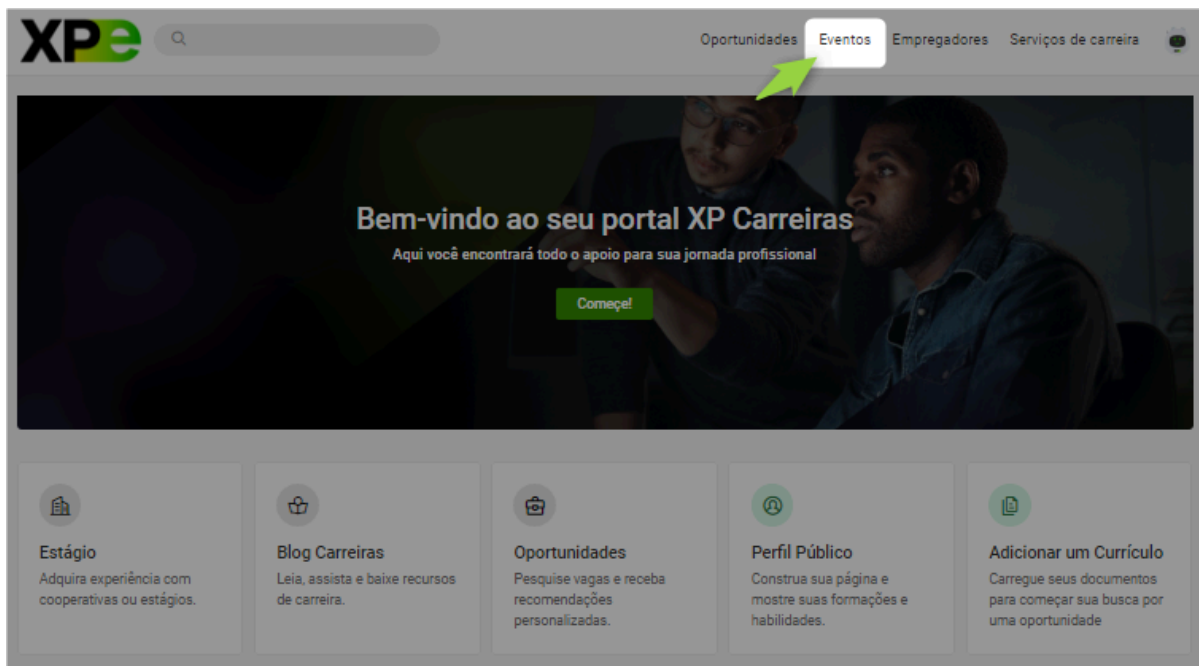 XPe
Oportunidades Eventos Empregadores Serviços de carreira
Bem-vindo ao seu portal XP Carreiras
Aqui você encontrará todo o apoio para sua jornada profissional
Começe!
Estágio
Adquira experiência com
cooperativas ou estágios.
Blog Carreiras
Leia, assista e baixe recursos
de carreira.
Oportunidades
Pesquise vagas e receba
recomendações
personalizadas.
Perfil Público
Construa sua página e
mostre suas formações e
habilidades.
Adicionar um Currículo
Carregue seus documentos
para começar sua busca por
uma oportunidade